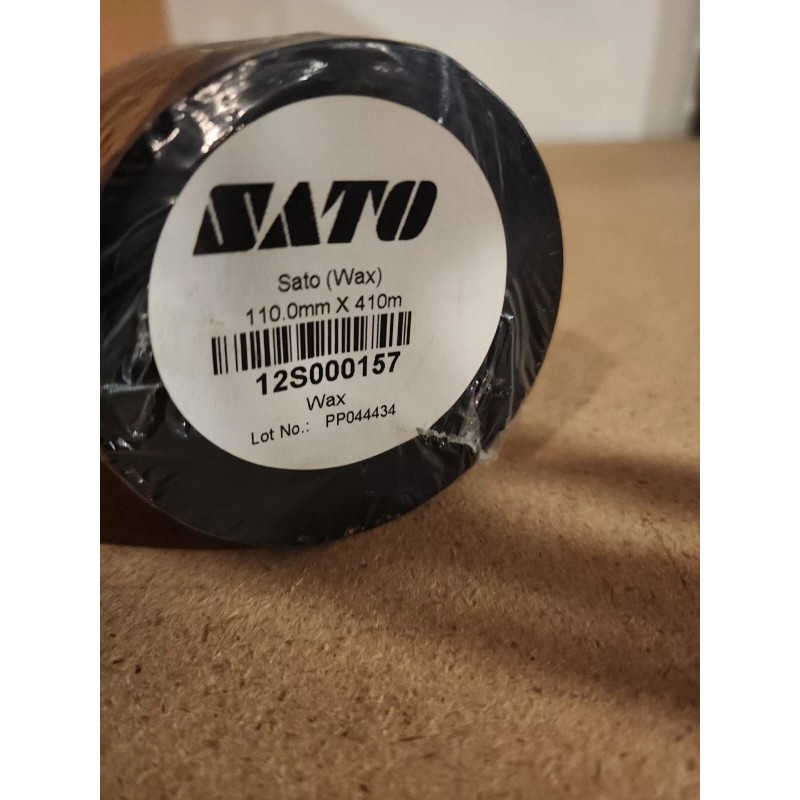 SATO
Sato (Wax)
110.0mm X 410m
12S000157
Wax
Lot No.: PP044434